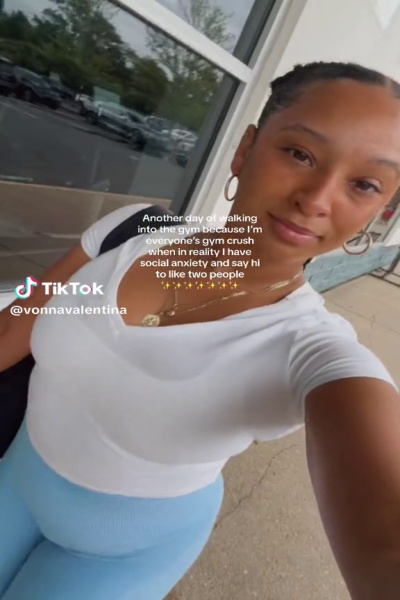 Another day of walking
into the gym because I'm
everyone's gym crush
when in reality I have
social anxiety and say hi
to like two people
✨✨✨✨✨✨✨
TikTok
@vonnavalentina